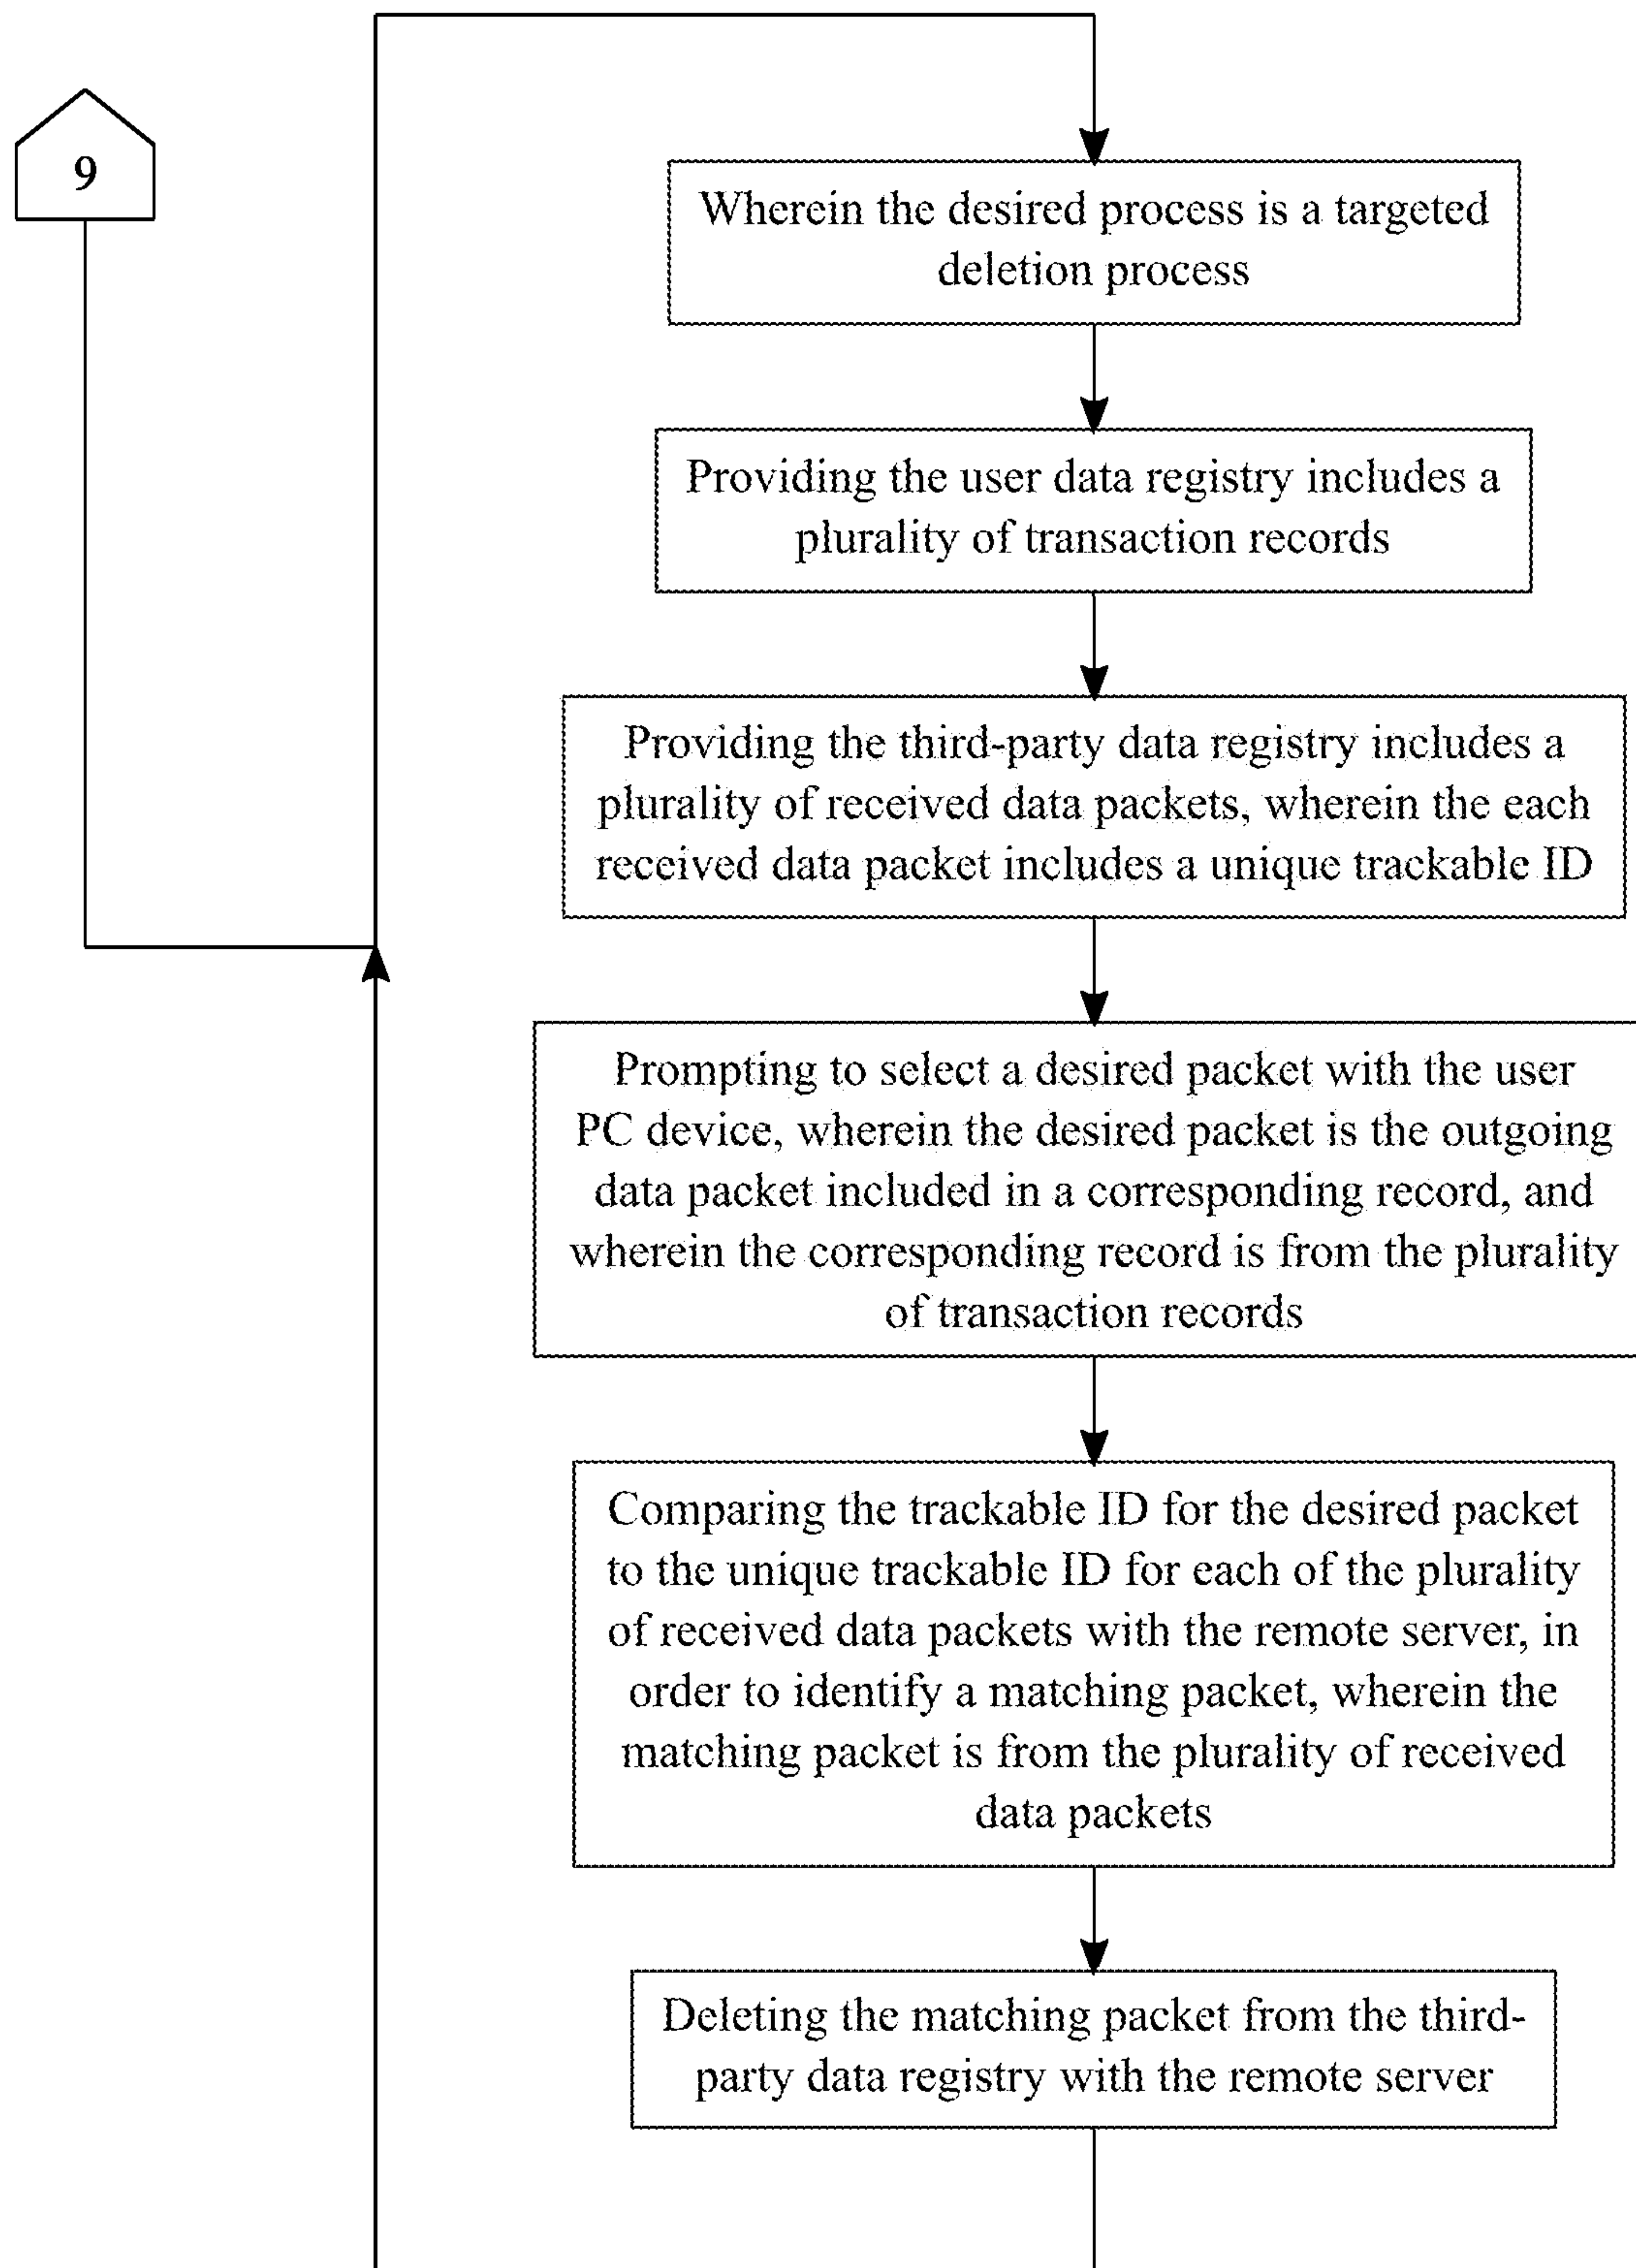 9
Wherein the desired process is a targeted
deletion process
Providing the user data registry includes a
plurality of transaction records
Providing the third-party data registry includes a
plurality of received data packets, wherein the each
received data packet includes a unique trackable ID
Prompting to select a desired packet with the user
PC device, wherein the desired packet is the outgoing
data packet included in a corresponding record, and
wherein the corresponding record is from the plurality
of transaction records
Comparing the trackable ID for the desired packet
to the unique trackable ID for each of the plurality
of received data packets with the remote server, in
order to identify a matching packet, wherein the
matching packet is from the plurality of received
data packets
Deleting the matching packet from the third-
party data registry with the remote server